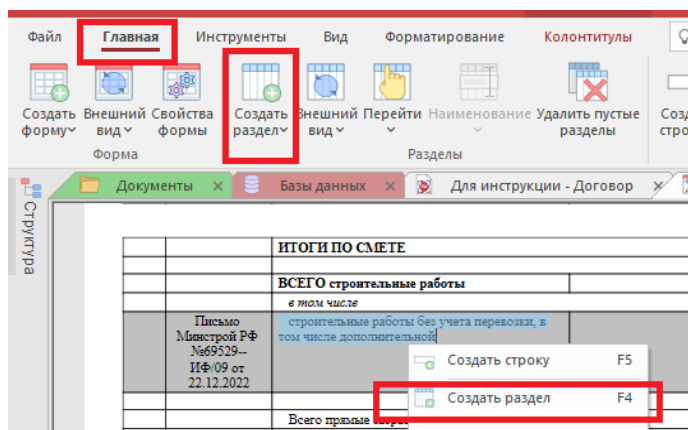 Файл Главная Инструменты Вид Форматирование Колонтитулы
Создать Внешний Свойства Создать Внешний Перейти Наименование Удалить пустые
форму вид формы раздел вид разделы
Форма Разделы
Документы Базы данных Для инструкции - Договор
Структура
ИТОГИ ПО СМЕТЕ
ВСЕГО строительные работы
в том числе
Письмо строительные работы без учета перевозки, в
Минстрой РФ том числе дополнительной
№69529--
ИФ/09 от
22.12.2022
Создать строку F5
Создать раздел F4
Всего прямые